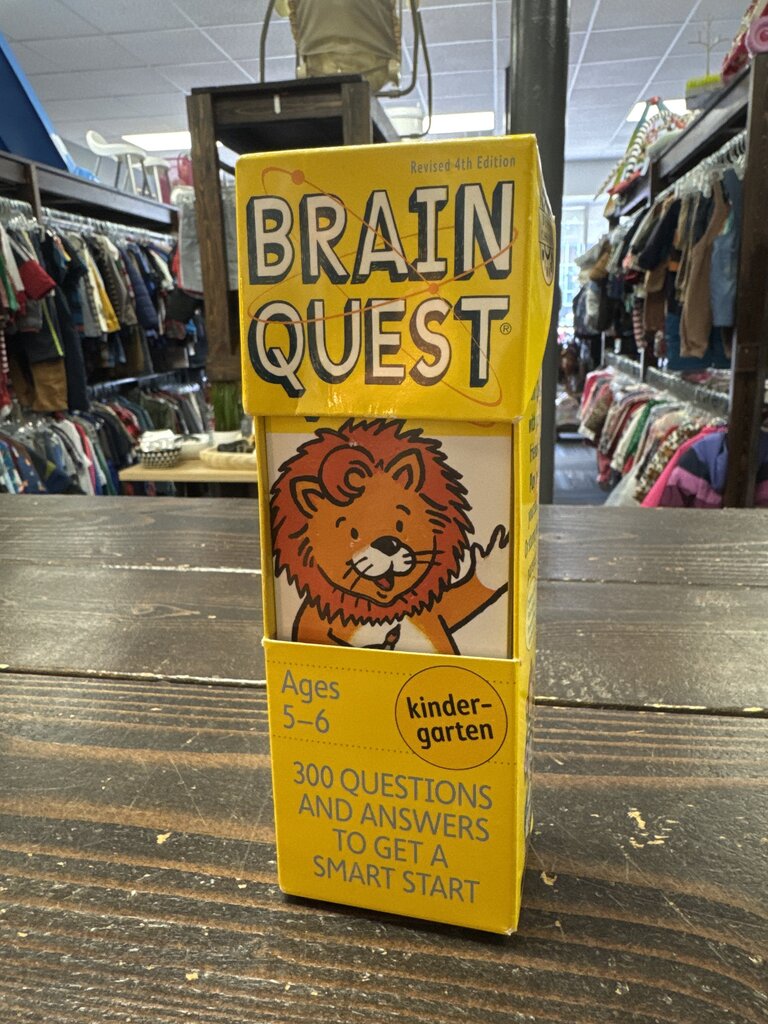 Revised 4th Edition
BRAIN
QUEST®
Ages
5–6
kinder-
garten
300 QUESTIONS
AND ANSWERS
TO GET A
SMART START